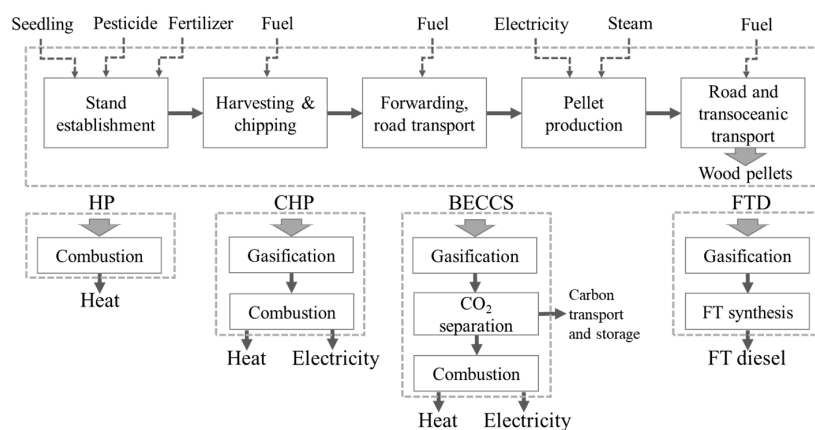 Seedling
Pesticide
Fertilizer
Fuel
Fuel
Electricity
Steam
Fuel
Stand
establishment
Harvesting &
chipping
Forwarding,
road transport
Pellet
production
Road and
transoceanic
transport
Wood pellets
HP
Combustion
Heat
CHP
Gasification
Combustion
Heat
Electricity
BECCS
Gasification
CO₂
separation
Carbon
transport
and storage
Combustion
Heat
Electricity
FTD
Gasification
FT synthesis
FT diesel